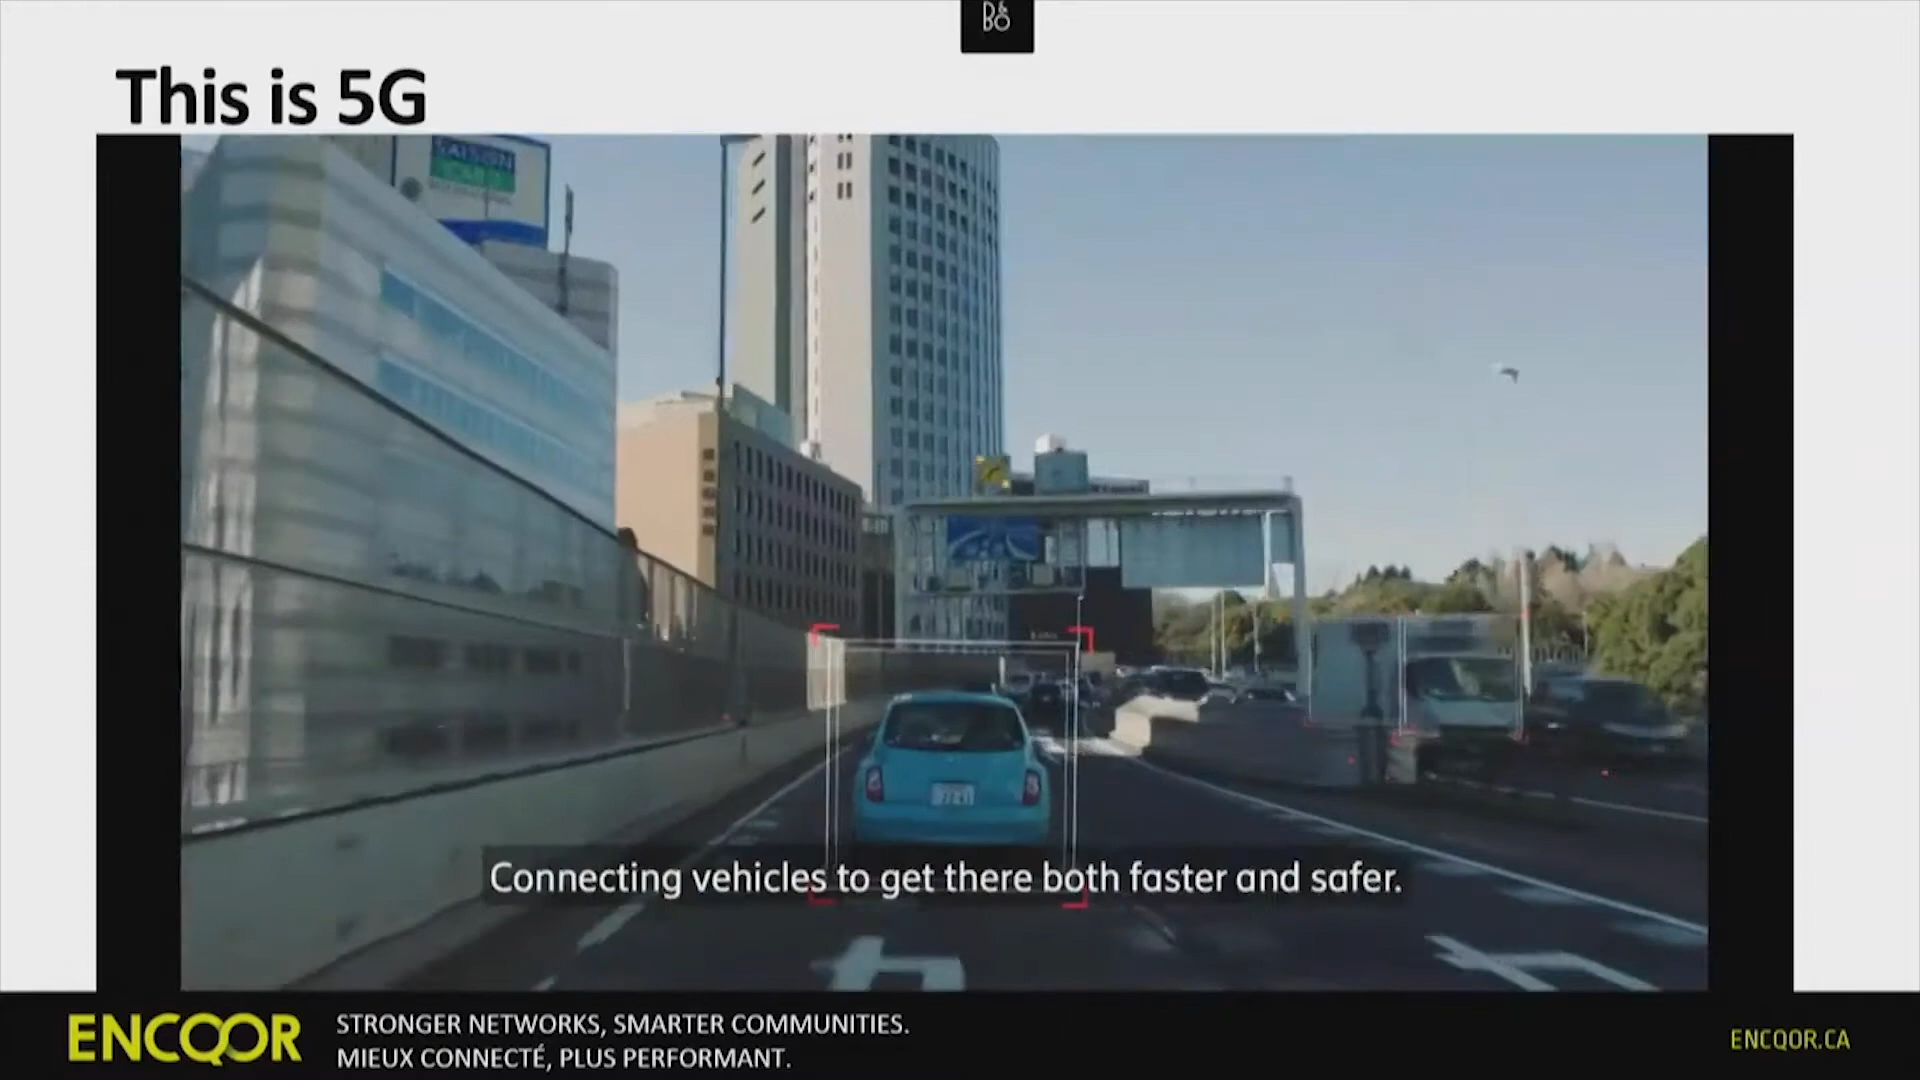 B&O
This is 5G
SAISON
Connecting vehicles to get there both faster and safer.
ENCQOR
STRONGER NETWORKS, SMARTER COMMUNITIES.
MIEUX CONNECTÉ, PLUS PERFORMANT.
ENCQOR.CA